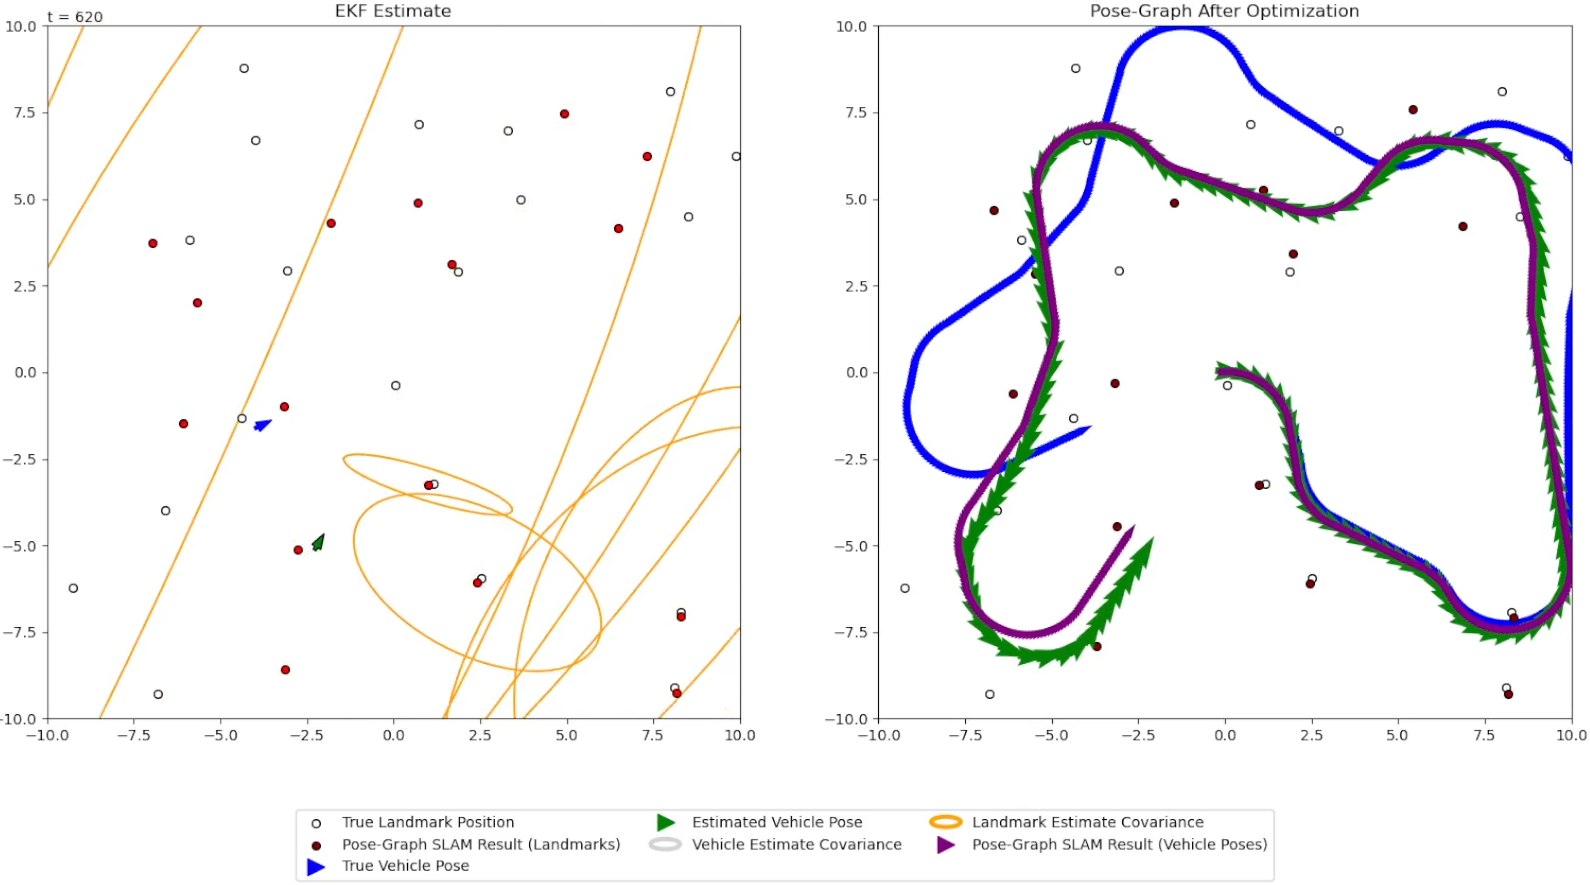 EKF Estimate
t = 620
10.0
7.5
5.0
2.5
0.0
−2.5
−5.0
−7.5
−10.0
−10.0 −7.5 −5.0 −2.5 0.0 2.5 5.0 7.5 10.0
Pose-Graph After Optimization
10.0
7.5
5.0
2.5
0.0
−2.5
−5.0
−7.5
−10.0
−10.0 −7.5 −5.0 −2.5 0.0 2.5 5.0 7.5 10.0
True Landmark Position
Pose-Graph SLAM Result (Landmarks)
True Vehicle Pose
Estimated Vehicle Pose
Vehicle Estimate Covariance
Landmark Estimate Covariance
Pose-Graph SLAM Result (Vehicle Poses)